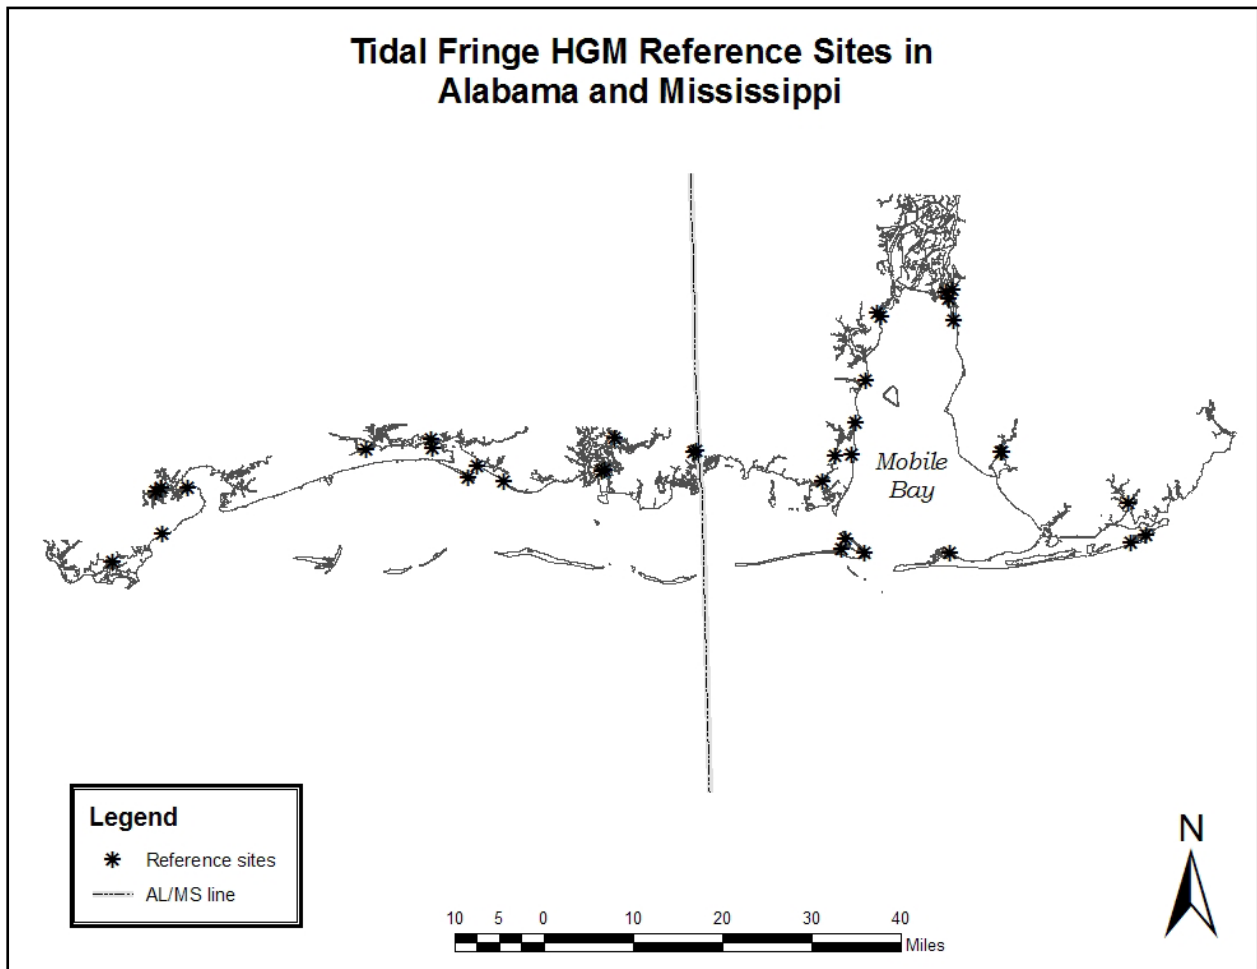 Tidal Fringe HGM Reference Sites in
Alabama and Mississippi
Mobile
Bay
Legend
Reference sites
AL/MS line
N
10 5 0 10 20 30 40
Miles